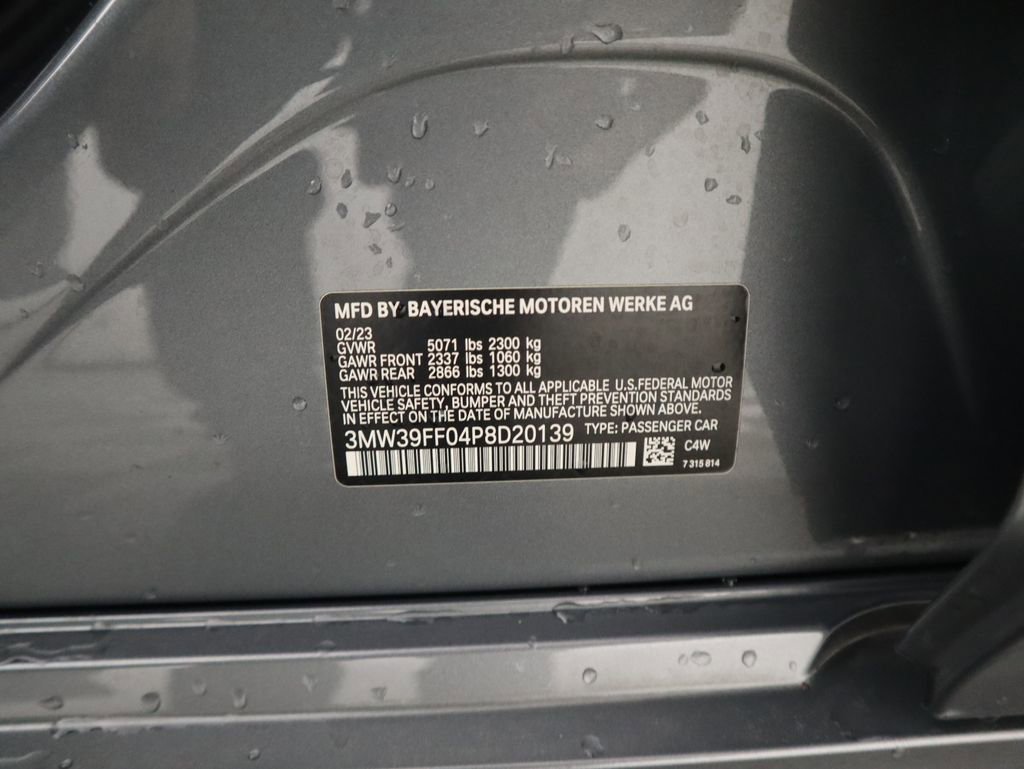 MFD BY BAYERISCHE MOTOREN WERKE AG
02/23
GVWR 5071 lbs 2300 kg
GAWR FRONT 2337 lbs 1060 kg
GAWR REAR 2866 lbs 1300 kg
THIS VEHICLE CONFORMS TO ALL APPLICABLE U.S.FEDERAL MOTOR
VEHICLE SAFETY, BUMPER AND THEFT PREVENTION STANDARDS
IN EFFECT ON THE DATE OF MANUFACTURE SHOWN ABOVE.
3MW39FF04P8D20139 TYPE: PASSENGER CAR
C4W
7 315 814